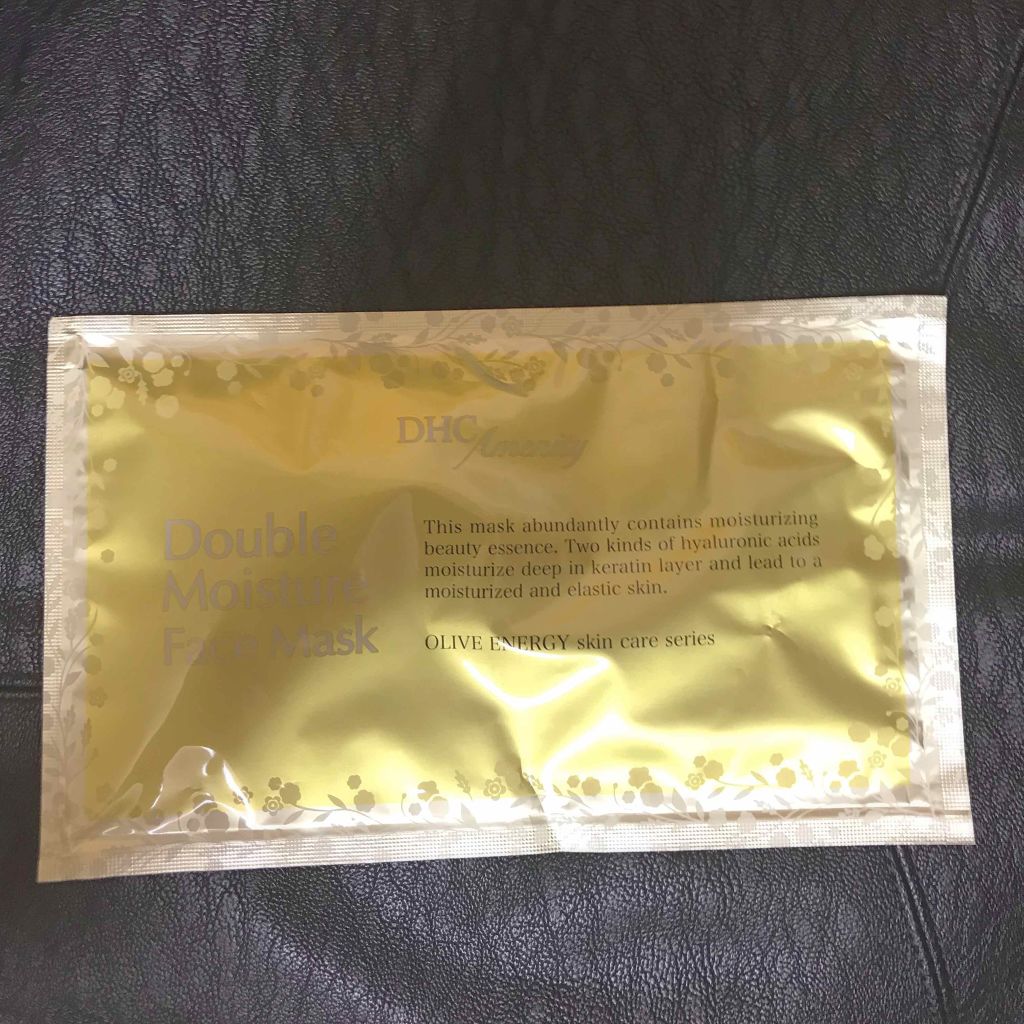 DHC Amenity
Double
Moisture
Face Mask
This mask abundantly contains moisturizing
beauty essence. Two kinds of hyaluronic acids
moisturize deep in keratin layer and lead to a
moisturized and elastic skin.
OLIVE ENERGY skin care series